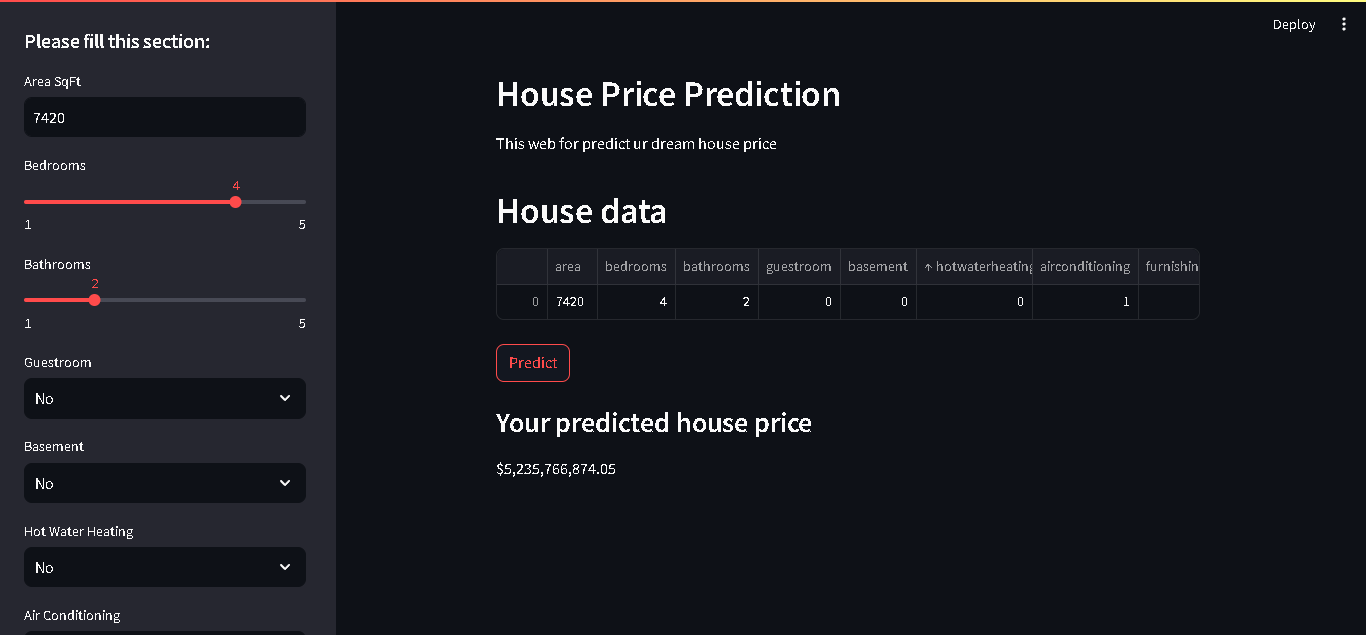 Please fill this section:
Area SqFt
7420
Bedrooms
4
1 5
Bathrooms
2
1 5
Guestroom
No
Basement
No
Hot Water Heating
No
Air Conditioning
Deploy
House Price Prediction
This web for predict ur dream house price
House data
area bedrooms bathrooms guestroom basement ↑ hotwaterheating airconditioning furnishin
0 7420 4 2 0 0 0 1
Predict
Your predicted house price
$5,235,766,874.05